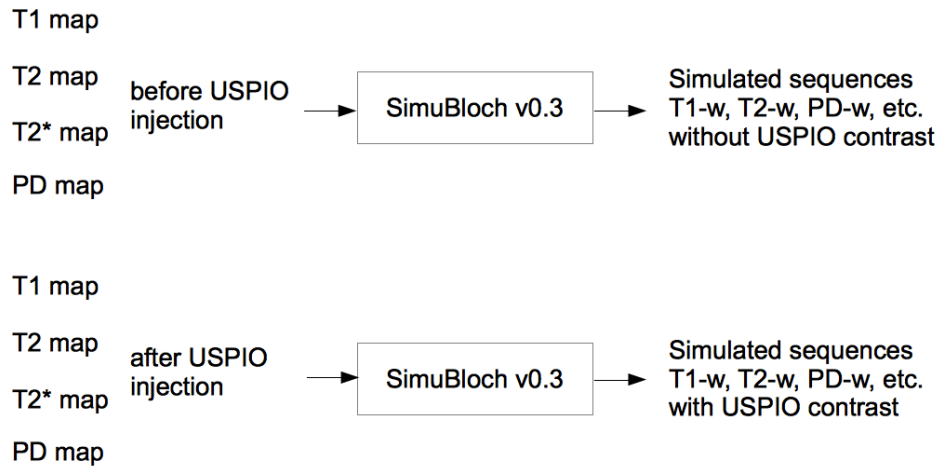 T1 map
T2 map
T2* map
PD map
before USPIO
injection
SimuBloch v0.3
Simulated sequences
T1-w, T2-w, PD-w, etc.
without USPIO contrast
T1 map
T2 map
T2* map
PD map
after USPIO
injection
SimuBloch v0.3
Simulated sequences
T1-w, T2-w, PD-w, etc.
with USPIO contrast